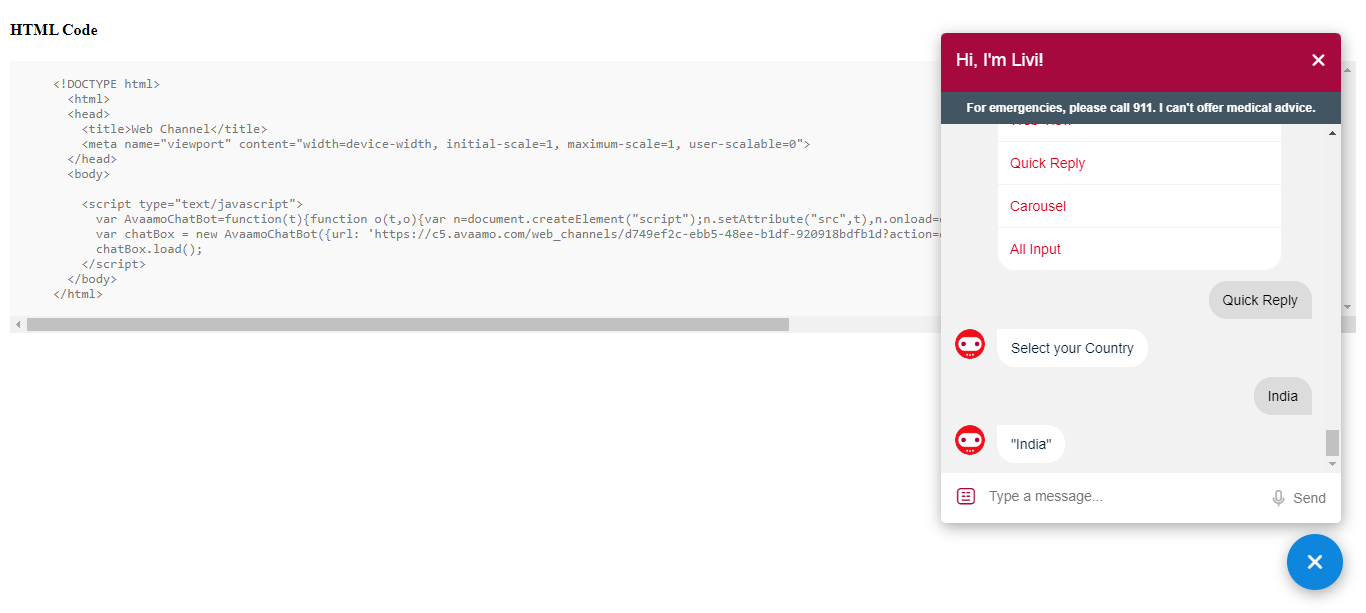 HTML Code
<!DOCTYPE html>
<html>
<head>
<title>Web Channel</title>
<meta name="viewport" content="width=device-width, initial-scale=1, maximum-scale=1, user-scalable=0">
</head>
<body>
<script type="text/javascript">
var AvaamoChatBot=function(t){function o(t,o){var n=document.createElement("script");n.setAttribute("src",t),n.onload=
var chatBox = new AvaamoChatBot({url: 'https://c5.avaamo.com/web_channels/d749ef2c-ebb5-48ee-b1df-920918bdfb1d?action=
chatBox.load();
</script>
</body>
</html>
Hi, I'm Livi!
For emergencies, please call 911. I can't offer medical advice.
Quick Reply
Carousel
All Input
Quick Reply
Select your Country
India
"India"
Type a message...
Send